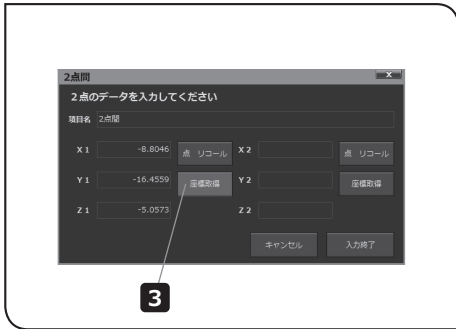 2点間 x
2点のデータを入力してください
項目名 2点間
X 1 -8.8046 点 リコール X 2 点 リコール
Y 1 -16.4559 座標取得 Y 2 座標取得
Z 1 -5.0573 Z 2
キャンセル 入力終了
3